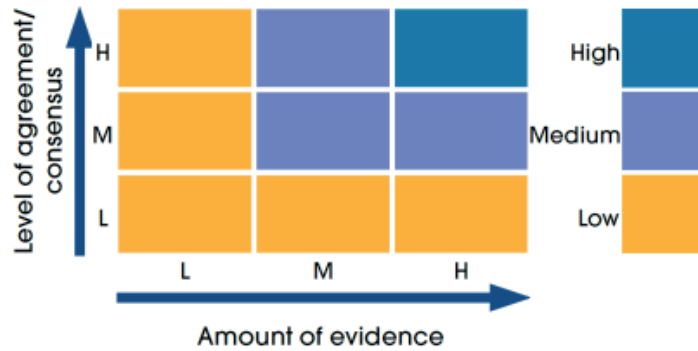 Level of agreement/
consensus
H
High
M
Medium
L
Low
L M H
Amount of evidence